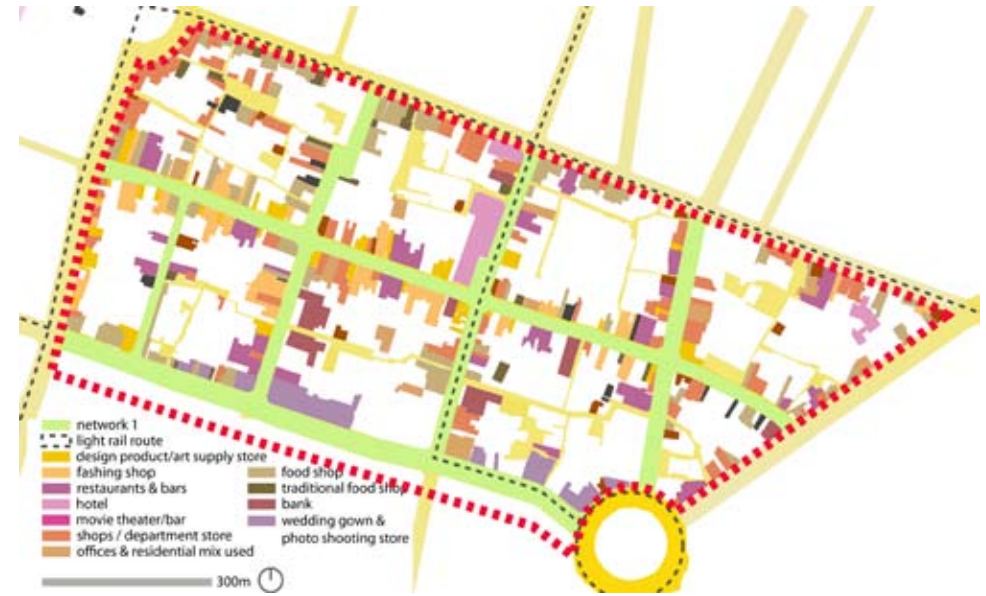 network 1
light rail route
design product/art supply store
fashing shop
restaurants & bars
hotel
movie theater/bar
shops / department store
offices & residential mix used
food shop
traditional food shop
bank
wedding gown &
photo shooting store
300m